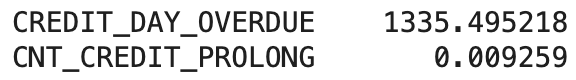 CREDIT_DAY_OVERDUE 1335.495218
CNT_CREDIT_PROLONG 0.009259